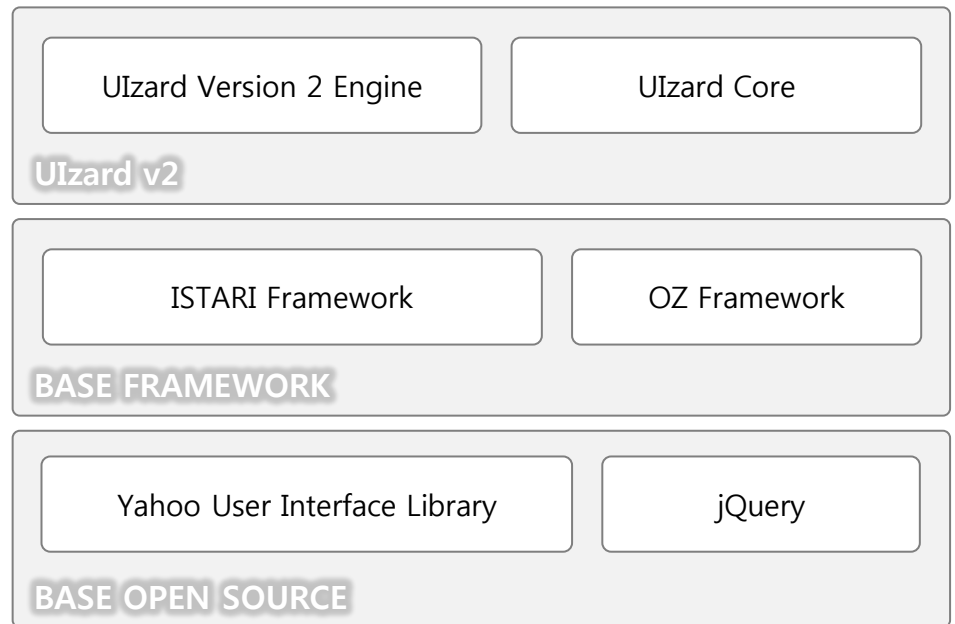 UIzard Version 2 Engine
UIzard Core
UIzard v2
ISTARI Framework
OZ Framework
BASE FRAMEWORK
Yahoo User Interface Library
jQuery
BASE OPEN SOURCE